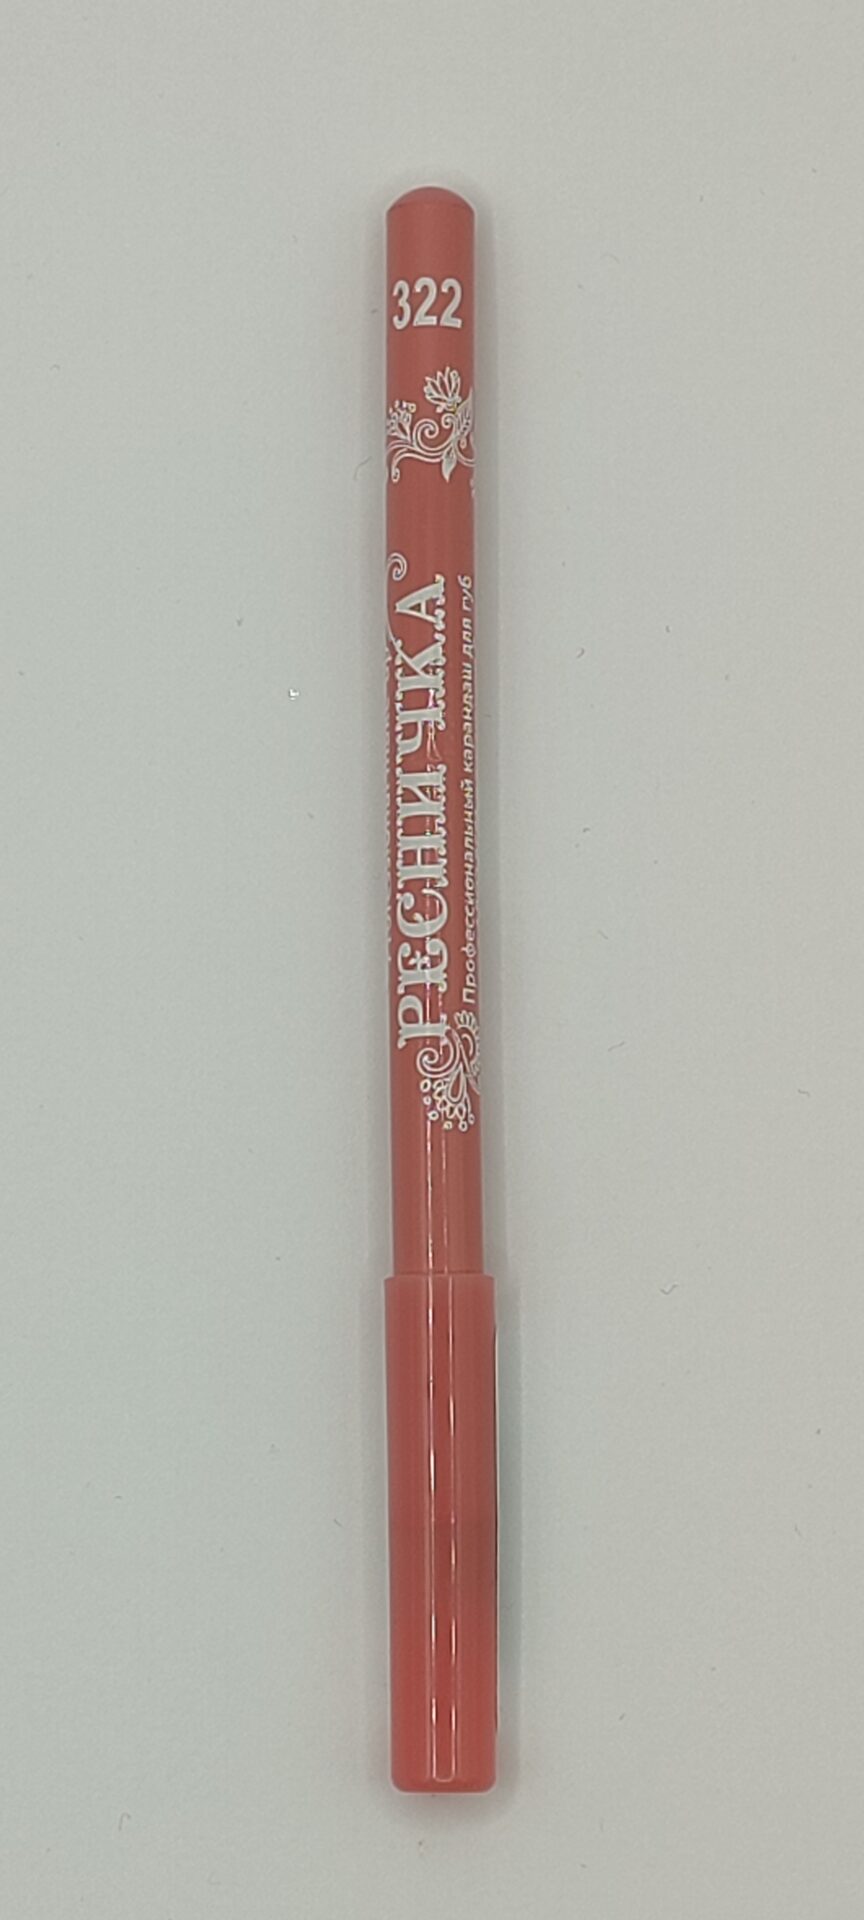 322
РЕСНИЧКА
Профессиональный карандаш для губ